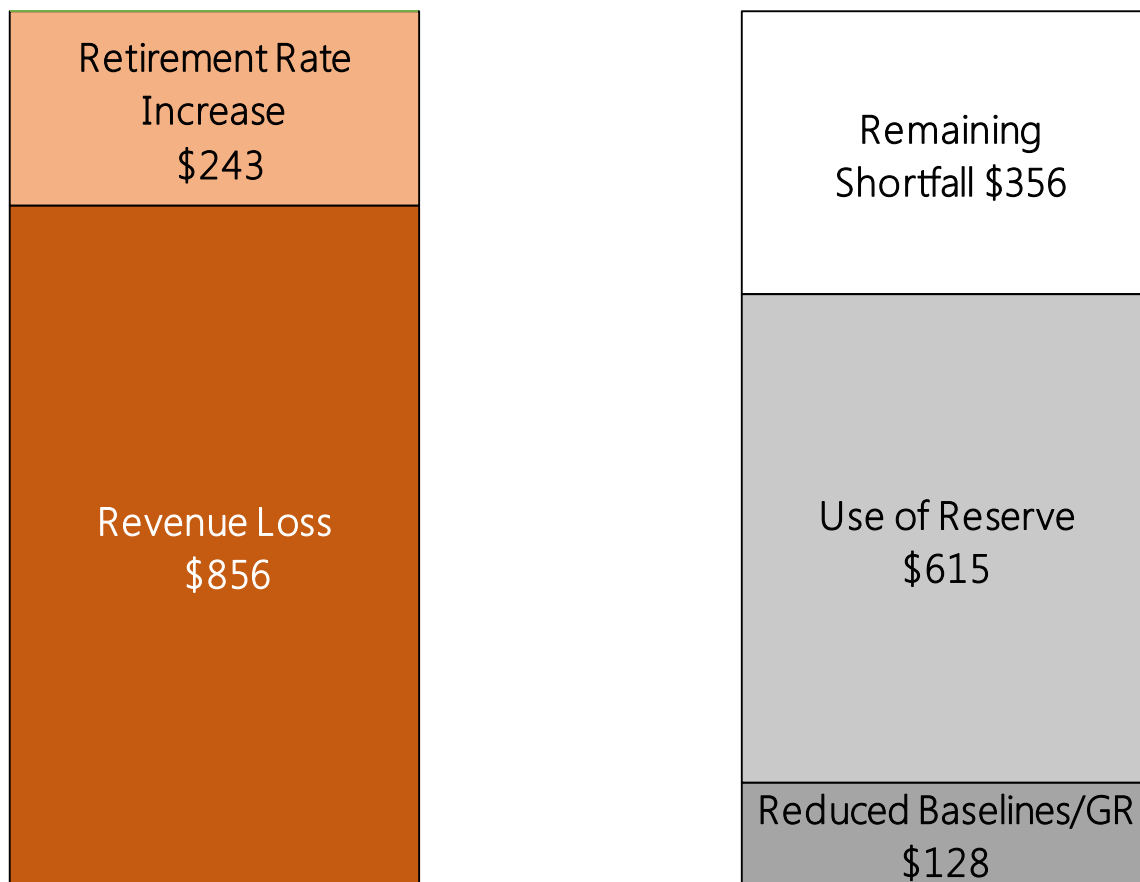 Retirement Rate
Increase
$243
Revenue Loss
$856
Remaining
Shortfall $356
Use of Reserve
$615
Reduced Baselines/GR
$128